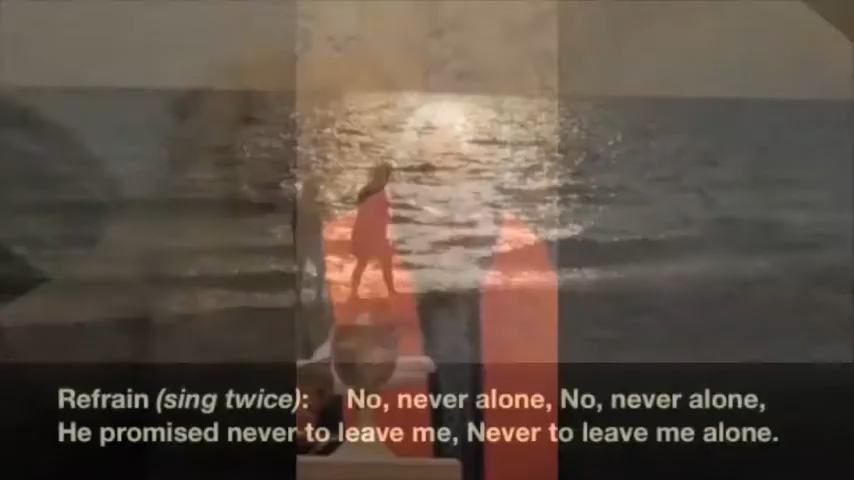 Refrain (sing twice): No, never alone, No, never alone,
He promised never to leave me, Never to leave me alone.